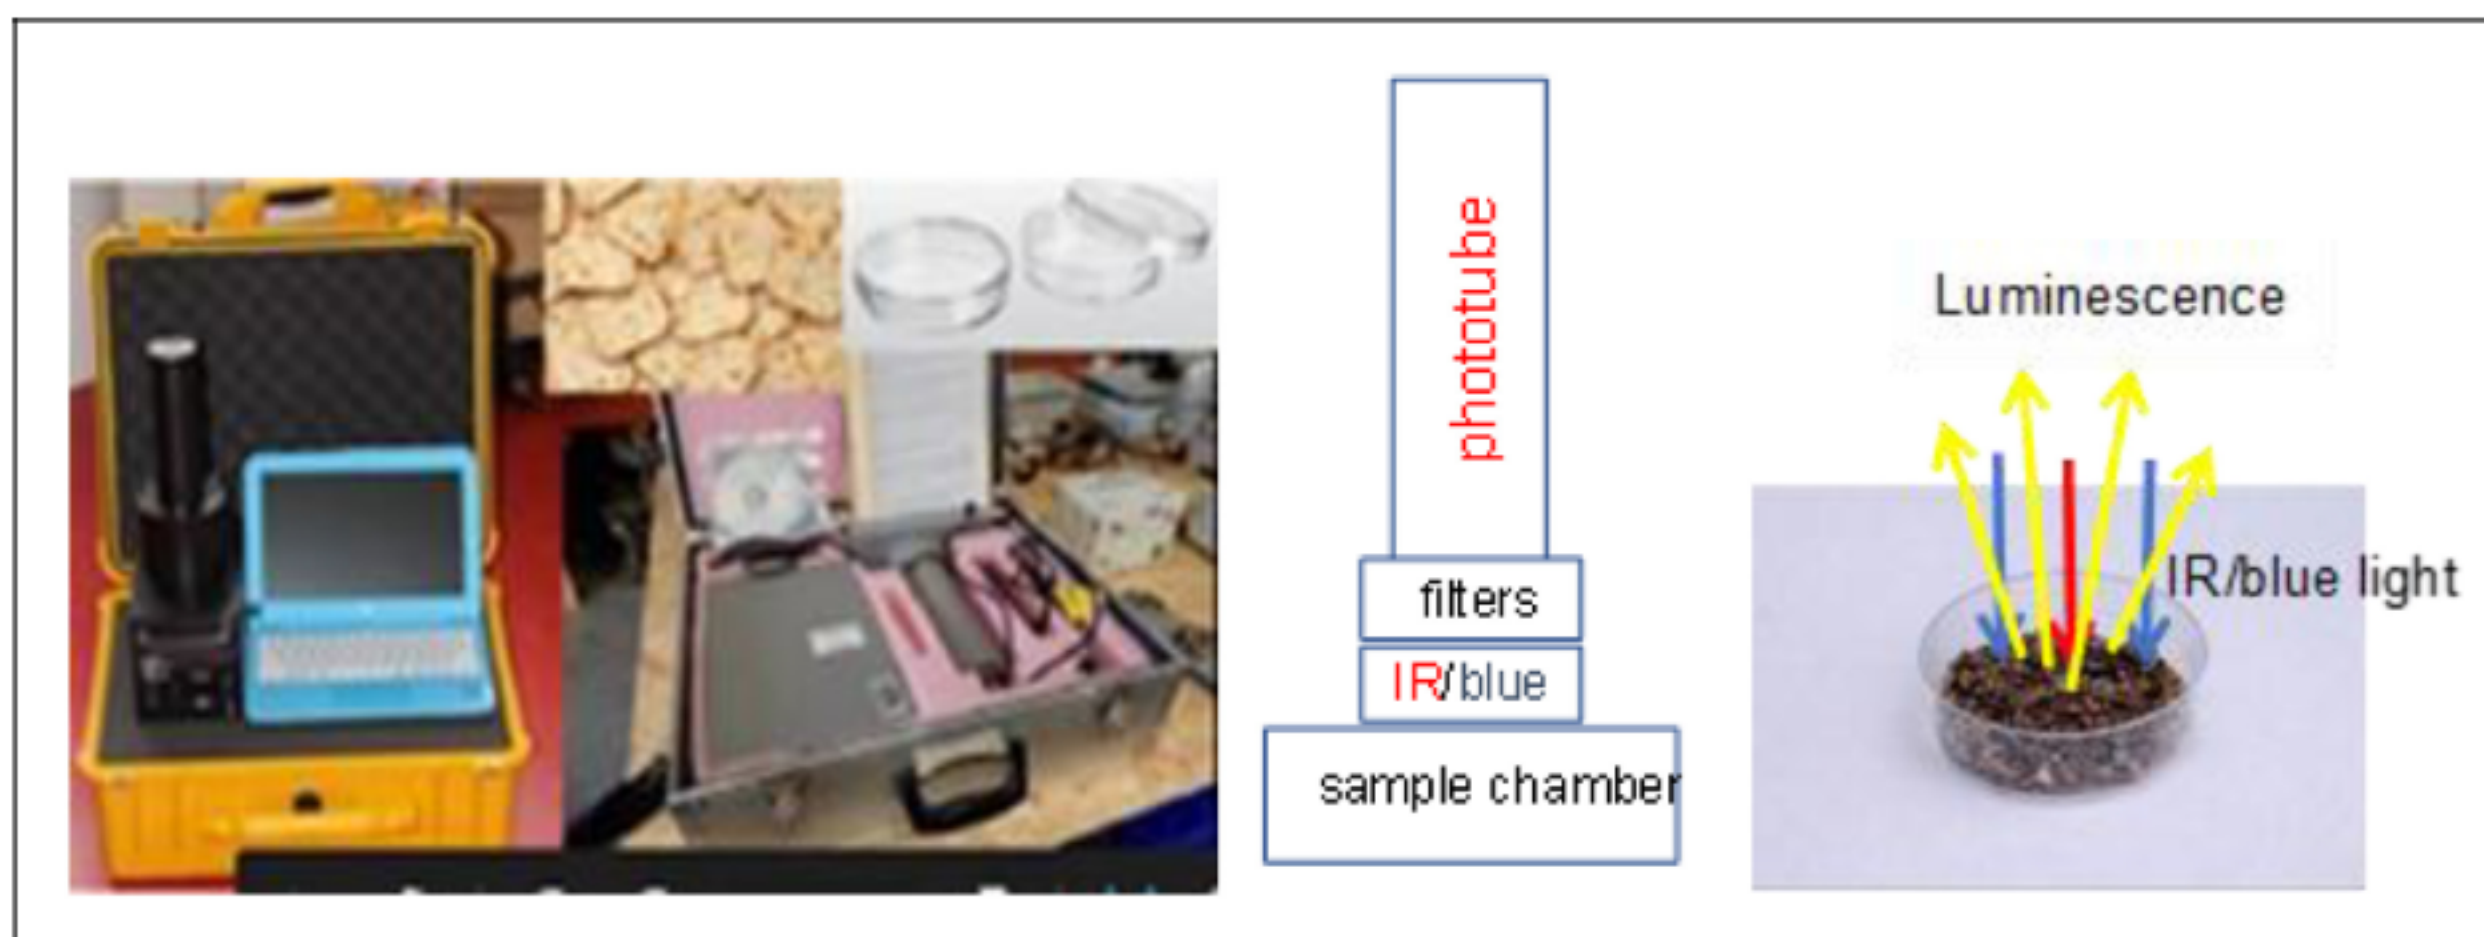 phototube
filters
IR/blue
sample chamber
Luminescence
IR/blue light